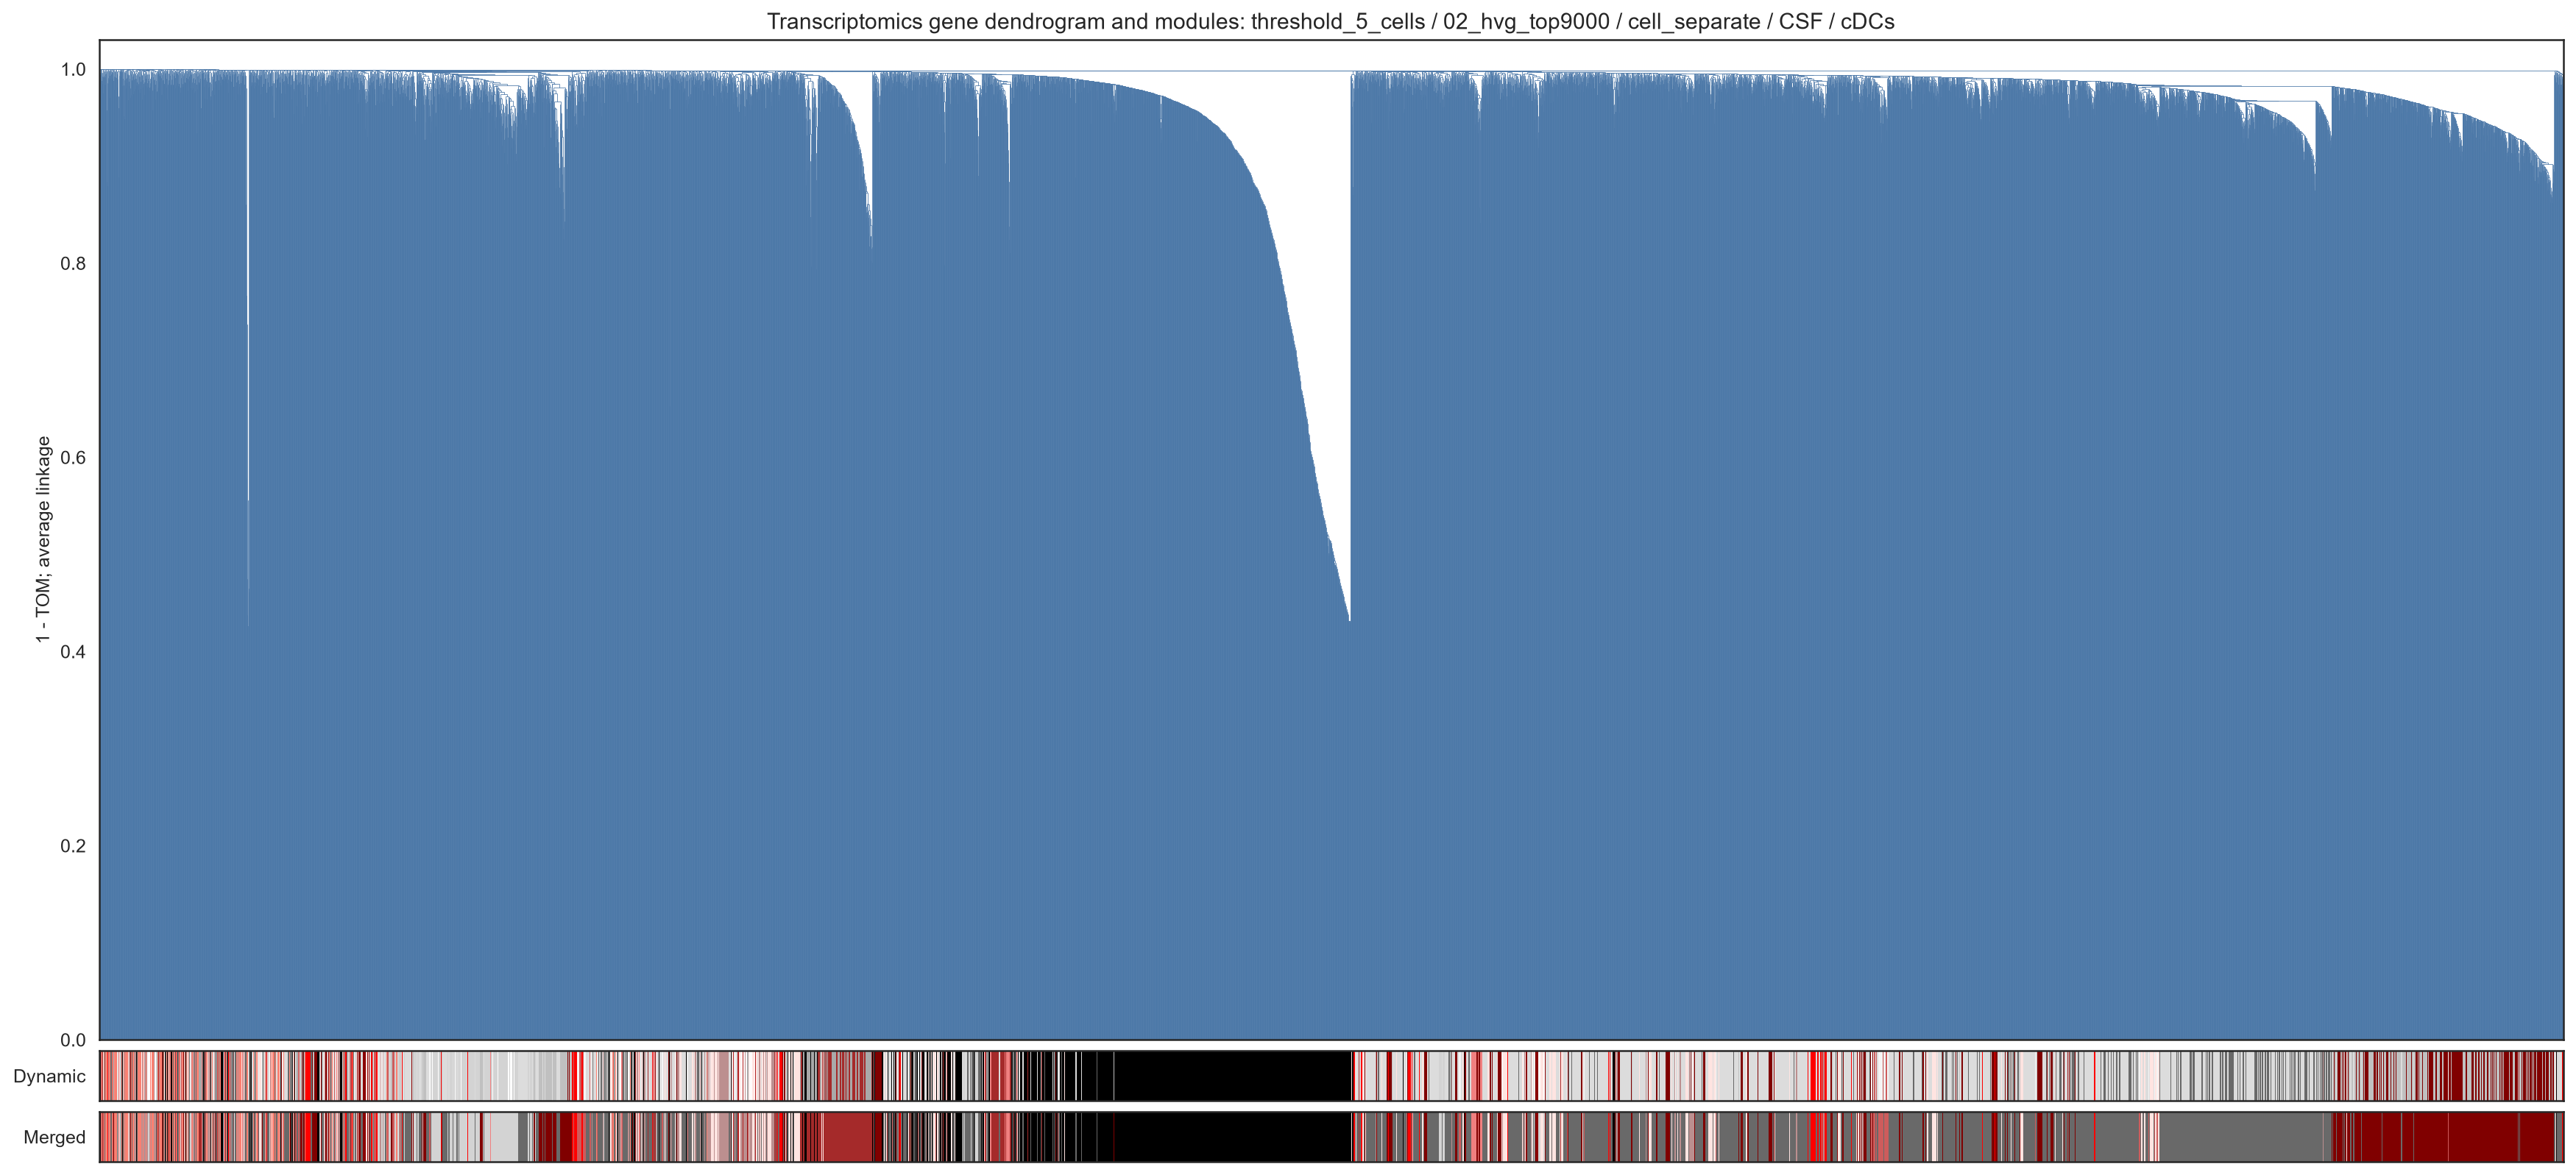 Transcriptomics gene dendrogram and modules: threshold_5_cells / 02_hvg_top9000 / cell_separate / CSF / cDCs
1.0
0.8
0.6
0.4
0.2
0.0
1 - TOM; average linkage
Dynamic
Merged